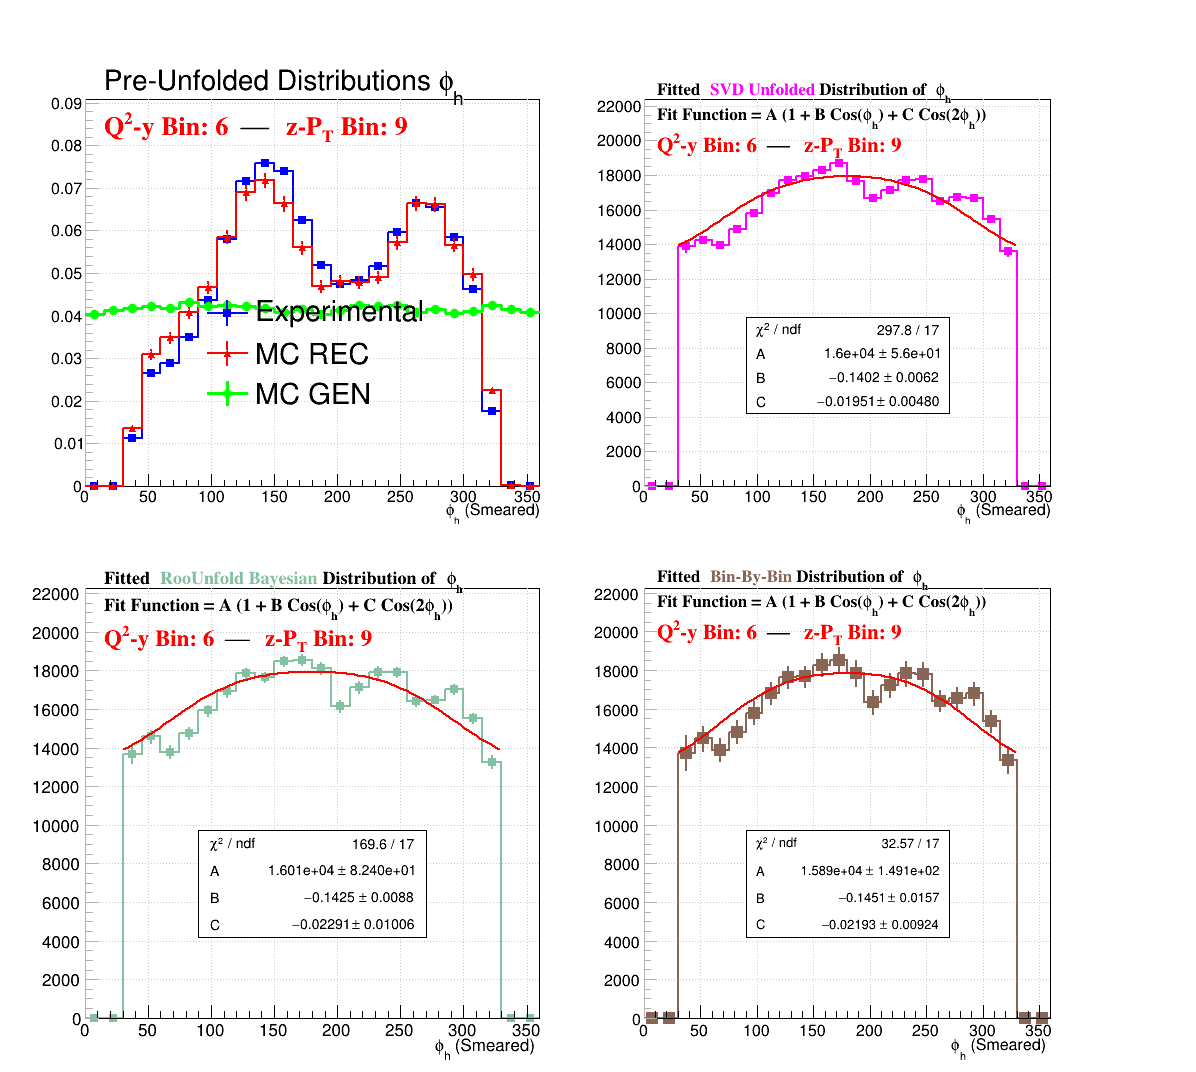 Pre-Unfolded Distributions ϕh
Q²-y Bin: 6 — z-PT Bin: 9
0.09
0.08
0.07
0.06
0.05
0.04
0.03
0.02
0.01
0
Experimental
MC REC
MC GEN
0 50 100 150 200 250 300
ϕh (Smeared)
Fitted SVD Unfolded Distribution of ϕh
Fit Function = A (1 + B Cos(ϕh) + C Cos(2ϕh))
Q²-y Bin: 6 — z-PT Bin: 9
22000
20000
18000
16000
14000
12000
10000
8000
6000
4000
2000
0
χ² / ndf 297.8 / 17
A 1.6e+04 ± 5.6e+01
B −0.1402 ± 0.0062
C −0.01951 ± 0.00480
0 50 100 150 200 250 300 350
ϕh (Smeared)
Fitted RooUnfold Bayesian Distribution of ϕh
Fit Function = A (1 + B Cos(ϕh) + C Cos(2ϕh))
Q²-y Bin: 6 — z-PT Bin: 9
22000
20000
18000
16000
14000
12000
10000
8000
6000
4000
2000
0
χ² / ndf 169.6 / 17
A 1.601e+04 ± 8.240e+01
B −0.1425 ± 0.0088
C −0.02291 ± 0.01006
0 50 100 150 200 250 300
ϕh (Smeared)
Fitted Bin-By-Bin Distribution of ϕh
Fit Function = A (1 + B Cos(ϕh) + C Cos(2ϕh))
Q²-y Bin: 6 — z-PT Bin: 9
22000
20000
18000
16000
14000
12000
10000
8000
6000
4000
2000
0
χ² / ndf 32.57 / 17
A 1.589e+04 ± 1.491e+02
B −0.1451 ± 0.0157
C −0.02193 ± 0.00924
0 50 100 150 200 250 300 350
ϕh (Smeared)